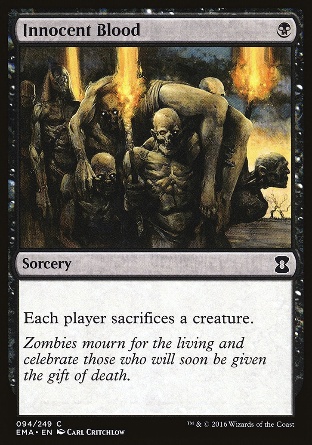 Innocent Blood
Sorcery
Each player sacrifices a creature.
Zombies mourn for the living and
celebrate those who will soon be given
the gift of death.
094/249 C
EMA • EN Carl Critchlow
™ & © 2016 Wizards of the Coast